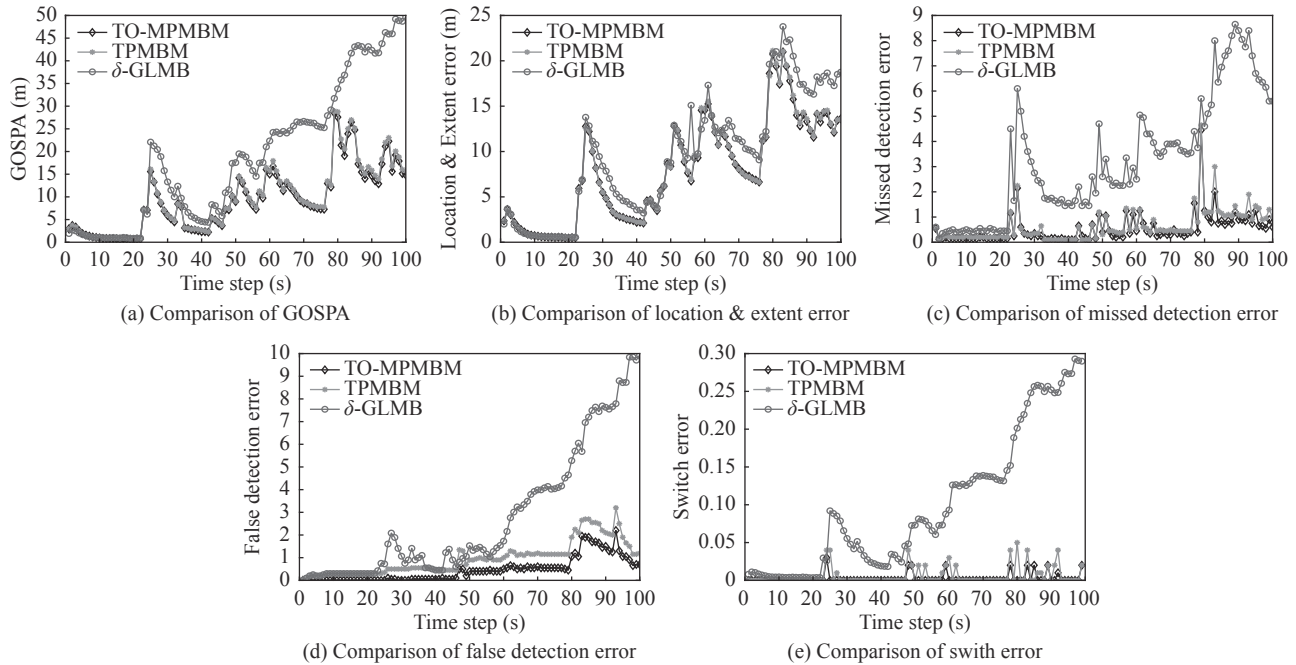 50
45
40
35
30
25
20
15
10
5
0
GOSPA (m)
TO-MPMBM
TPMBM
δ-GLMB
0 10 20 30 40 50 60 70 80 90 100
Time step (s)
(a) Comparison of GOSPA
25
20
15
10
5
0
Location & Extent error (m)
TO-MPMBM
TPMBM
δ-GLMB
0 10 20 30 40 50 60 70 80 90 100
Time step (s)
(b) Comparison of location & extent error
9
8
7
6
5
4
3
2
1
0
Missed detection error
TO-MPMBM
TPMBM
δ-GLMB
0 10 20 30 40 50 60 70 80 90 100
Time step (s)
(c) Comparison of missed detection error
10
9
8
7
6
5
4
3
2
1
0
False detection error
TO-MPMBM
TPMBM
δ-GLMB
0 10 20 30 40 50 60 70 80 90 100
Time step (s)
(d) Comparison of false detection error
0.30
0.25
0.20
0.15
0.10
0.05
0
Switch error
TO-MPMBM
TPMBM
δ-GLMB
0 10 20 30 40 50 60 70 80 90 100
Time step (s)
(e) Comparison of swith error